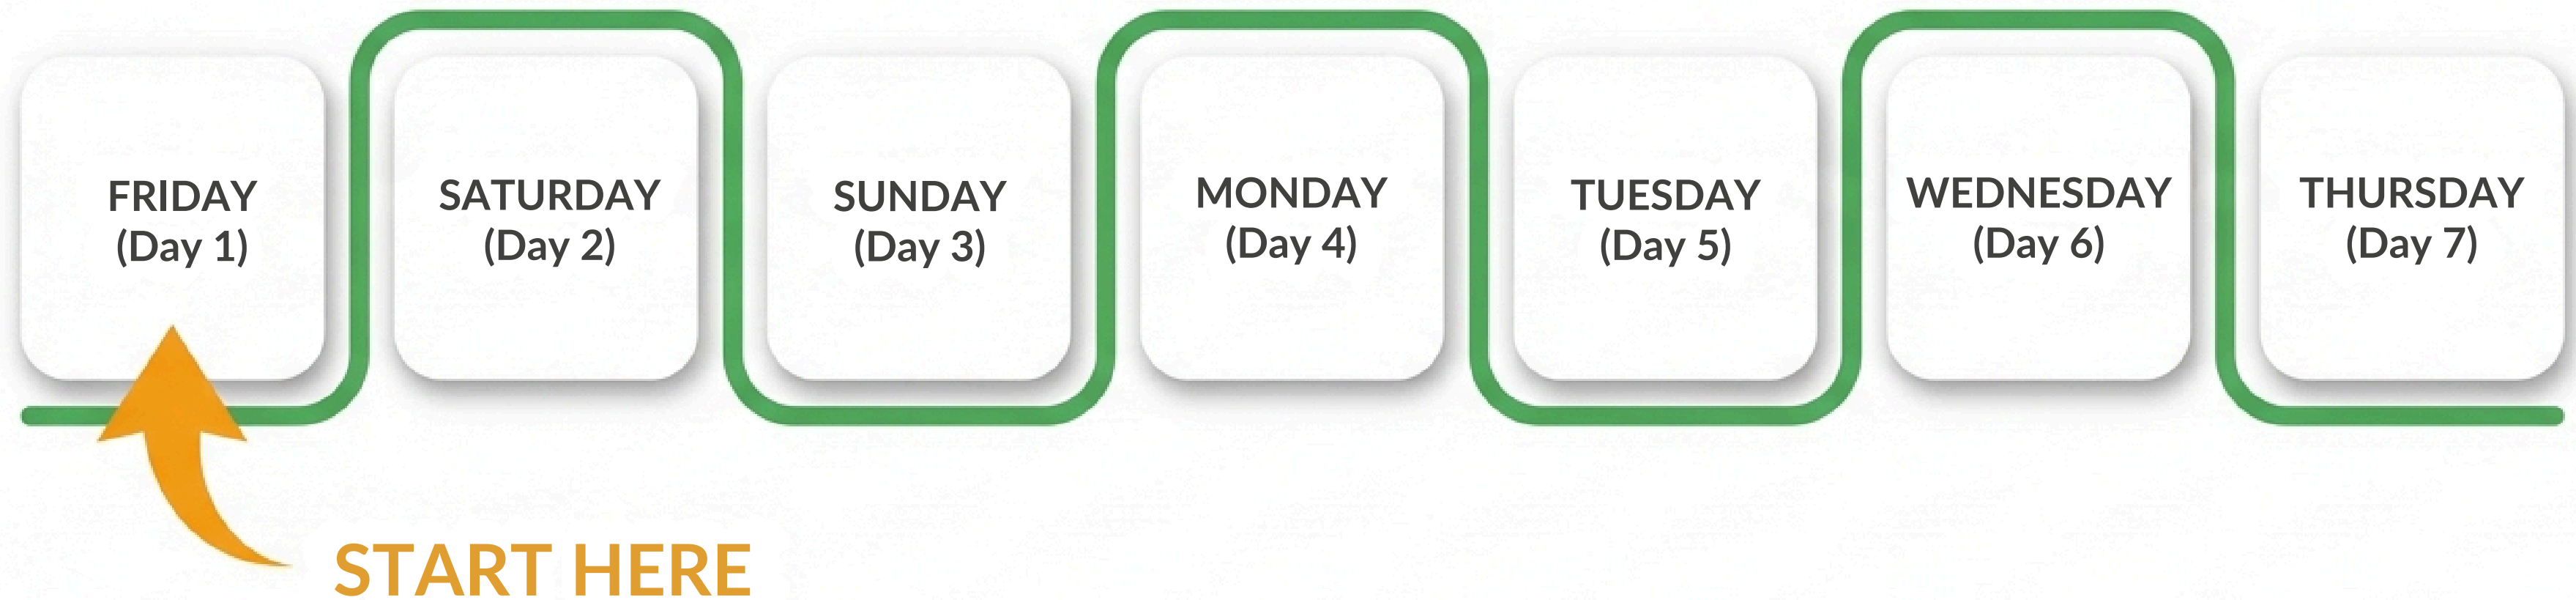 FRIDAY
(Day 1)
SATURDAY
(Day 2)
SUNDAY
(Day 3)
MONDAY
(Day 4)
TUESDAY
(Day 5)
WEDNESDAY
(Day 6)
THURSDAY
(Day 7)
START HERE